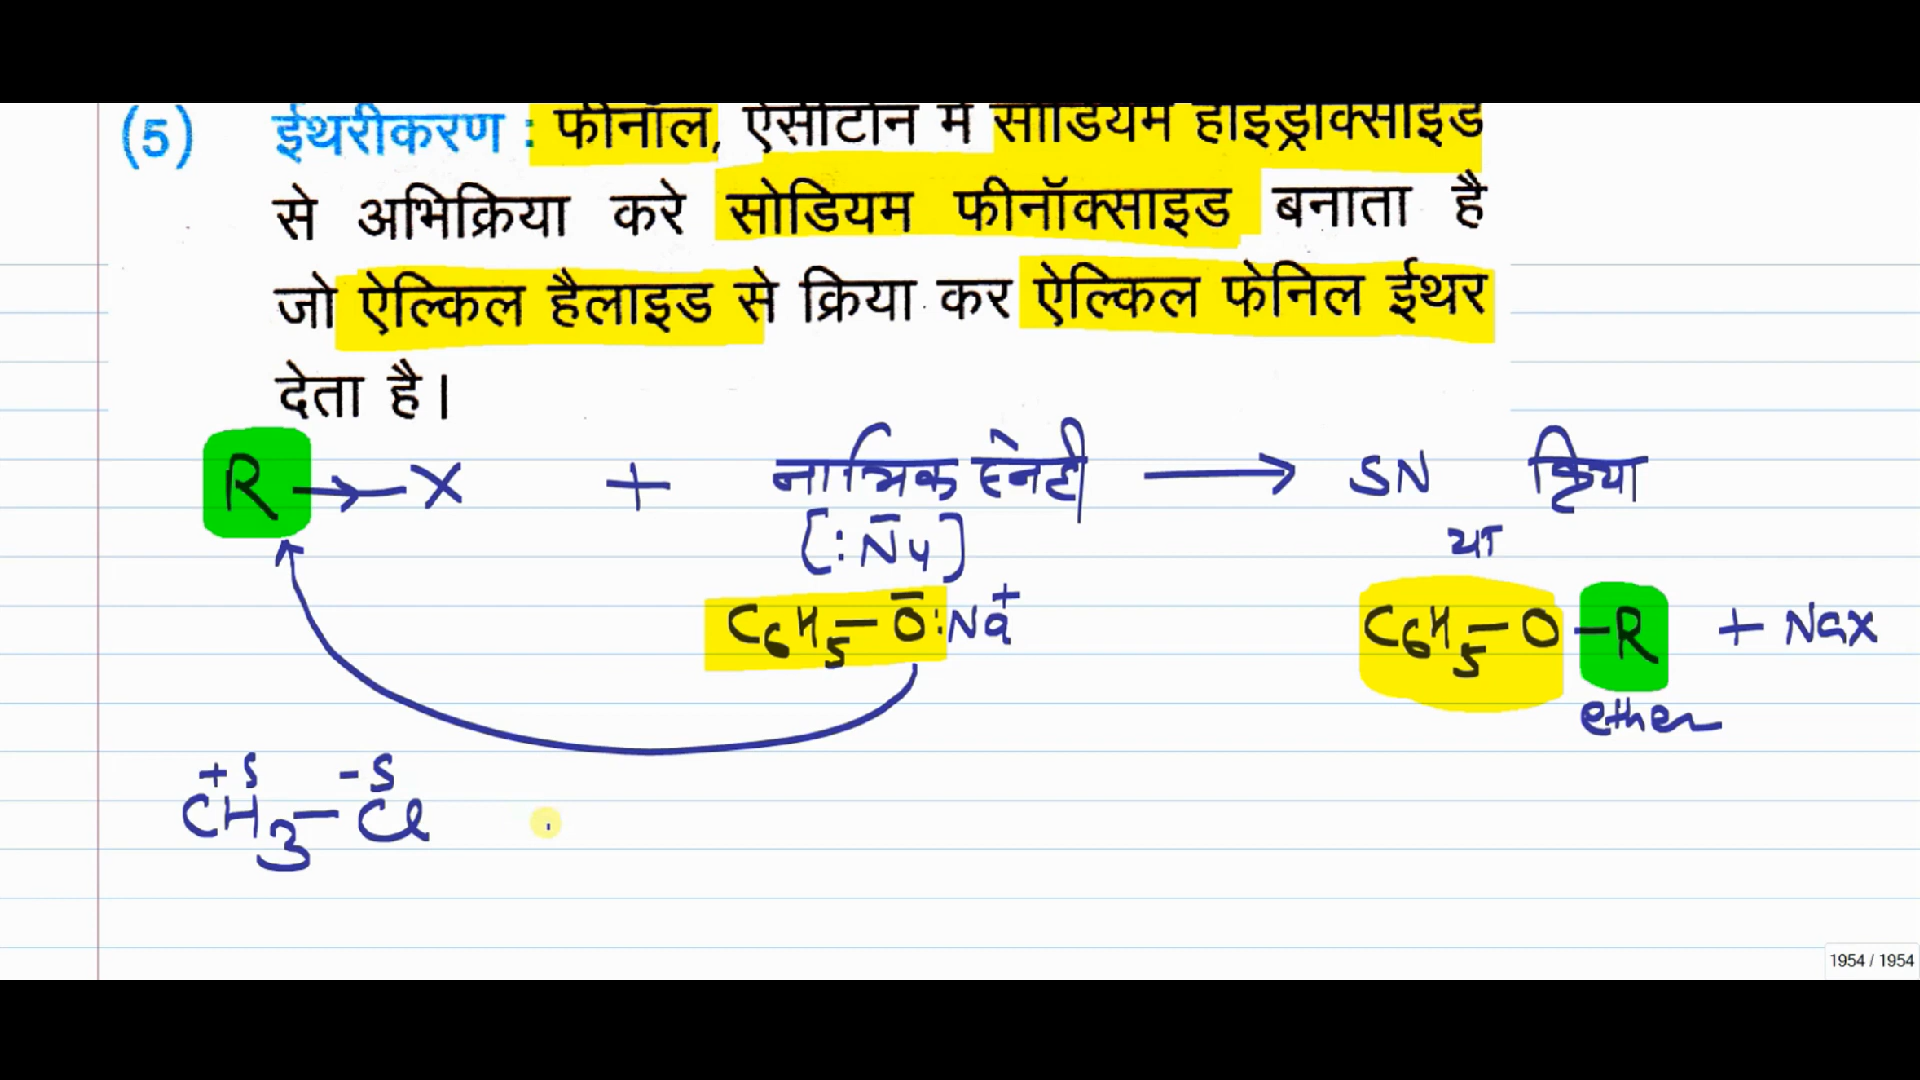 (5) ईथरीकरण : फीनॉल, ऐसीटोन में सोडियम हाइड्रॉक्साइड
से अभिक्रिया करे सोडियम फीनॉक्साइड बनाता है
जो ऐल्किल हैलाइड से क्रिया कर ऐल्किल फेनिल ईथर
देता है।
R→-X + नाभिक स्नेही → SN क्रिया
[:N̄u] या
C6H5-Ō:Na+ C6H5-O-R + NaX
ether
+δ -δ
CH3-Cl
1954 / 1954